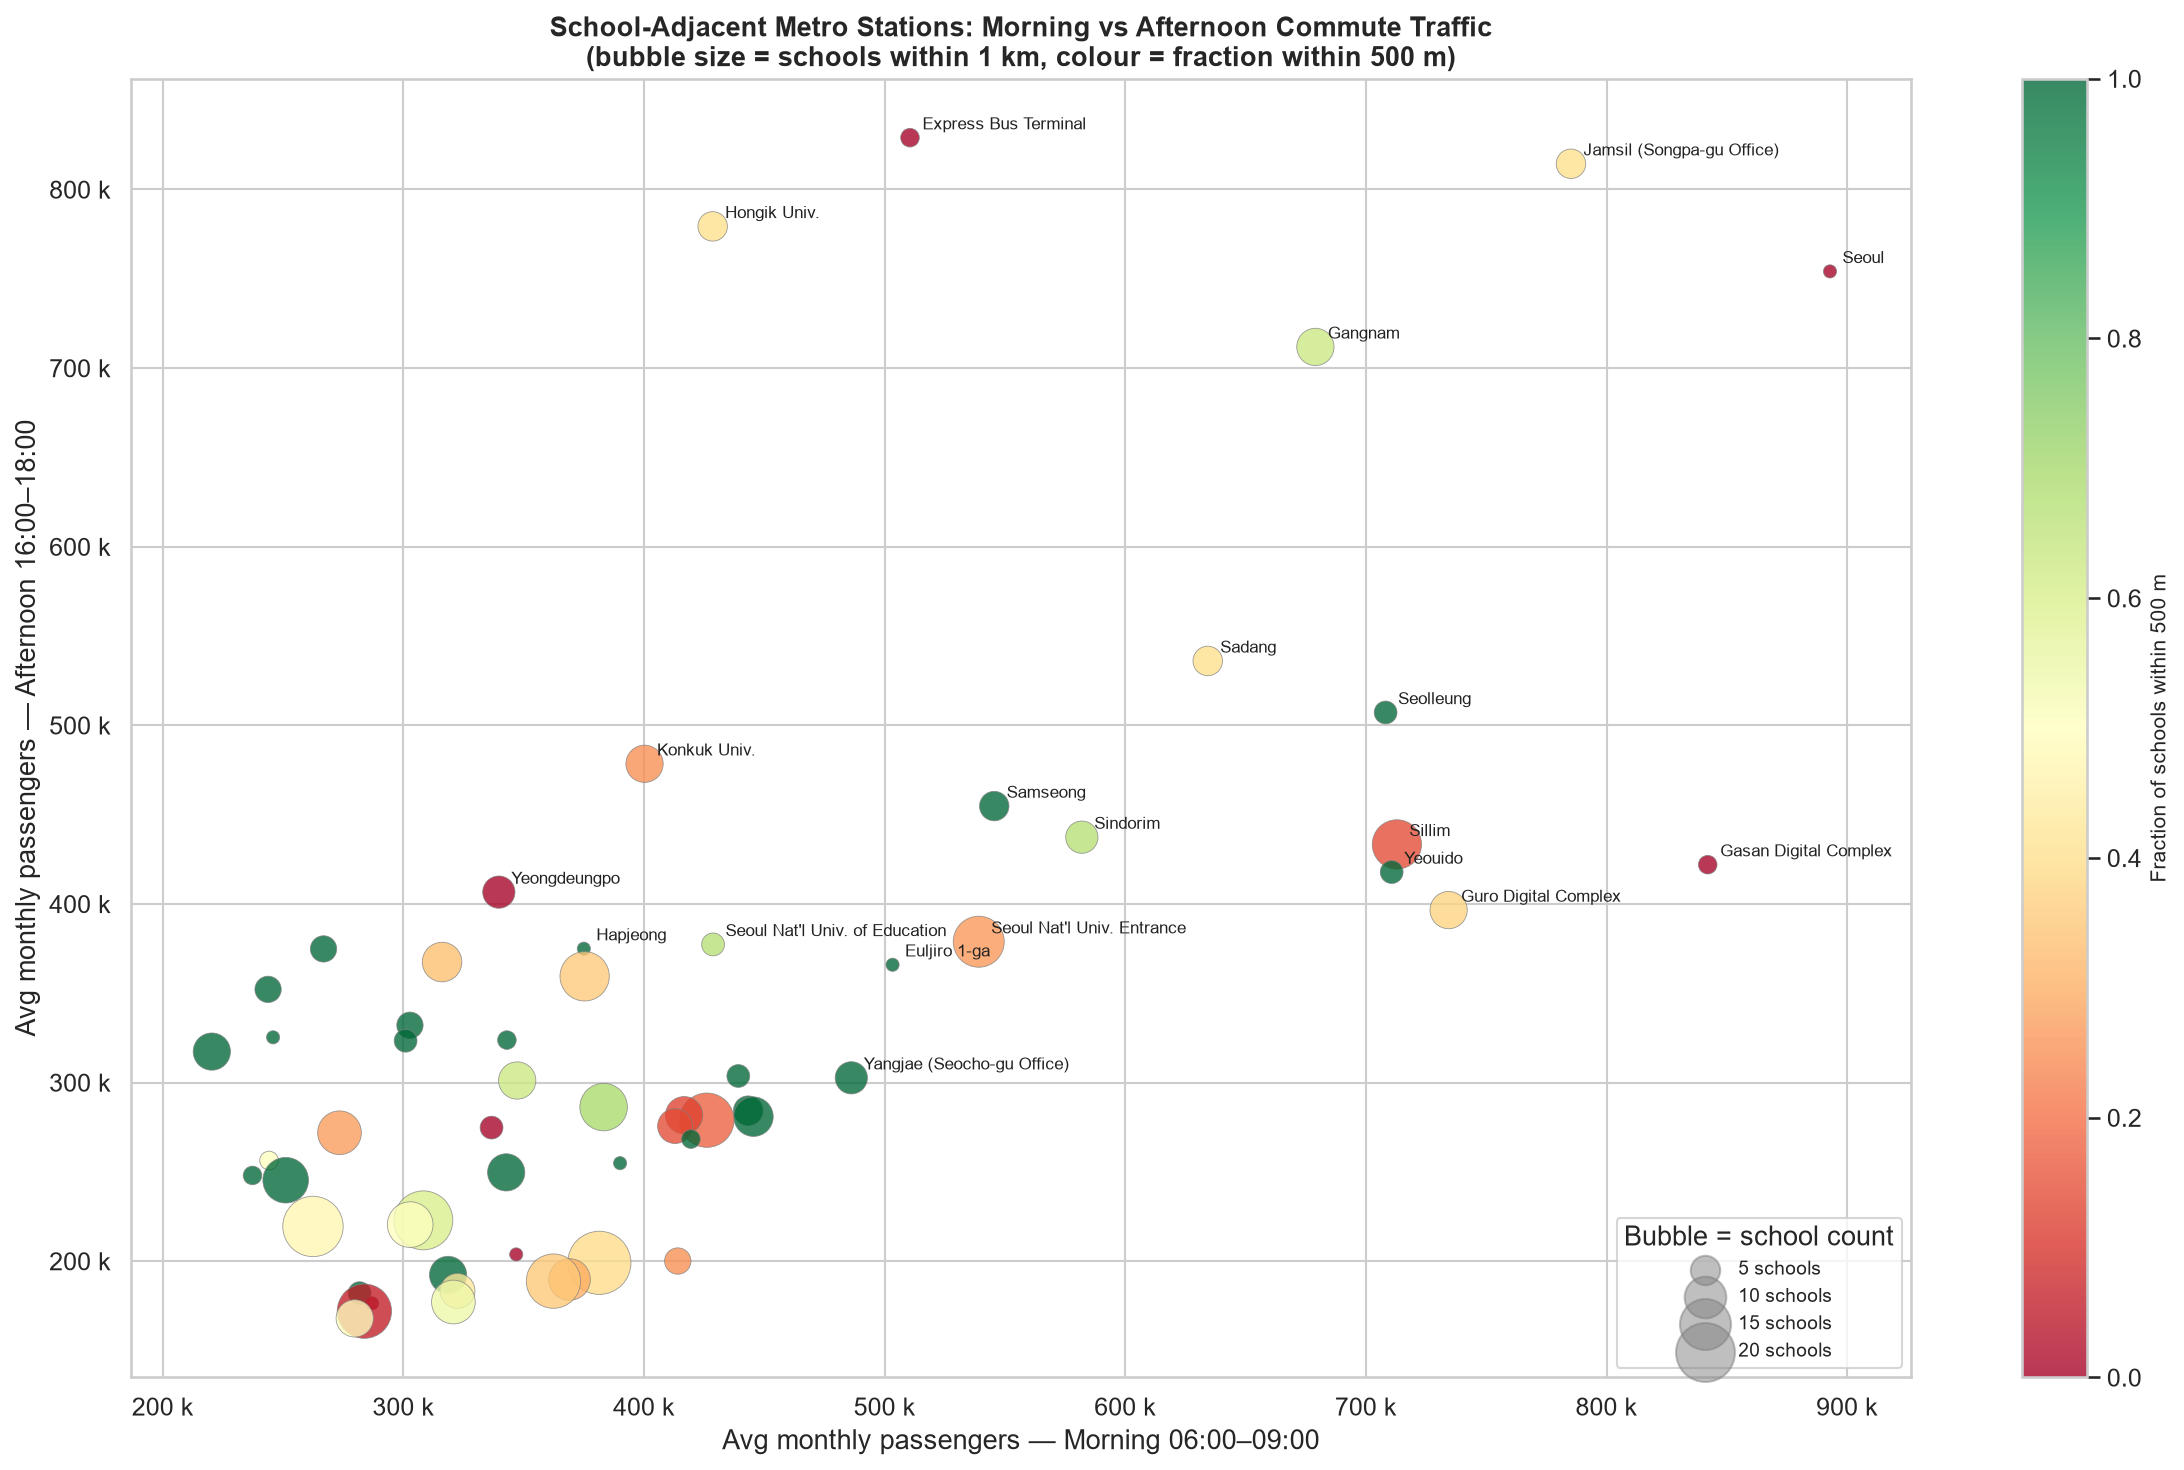 School-Adjacent Metro Stations: Morning vs Afternoon Commute Traffic
(bubble size = schools within 1 km, colour = fraction within 500 m)
Avg monthly passengers — Afternoon 16:00–18:00
800 k
700 k
600 k
500 k
400 k
300 k
200 k
Express Bus Terminal
Jamsil (Songpa-gu Office)
Hongik Univ.
Seoul
Gangnam
Sadang
Seolleung
Konkuk Univ.
Samseong
Sindorim
Sillim
Yeouido
Gasan Digital Complex
Yeongdeungpo
Guro Digital Complex
Hapjeong
Seoul Nat'l Univ. of Education
Seoul Nat'l Univ. Entrance
Euljiro 1-ga
Yangjae (Seocho-gu Office)
Bubble = school count
5 schools
10 schools
15 schools
20 schools
200 k
300 k
400 k
500 k
600 k
700 k
800 k
900 k
Avg monthly passengers — Morning 06:00–09:00
1.0
0.8
0.6
0.4
0.2
0.0
Fraction of schools within 500 m